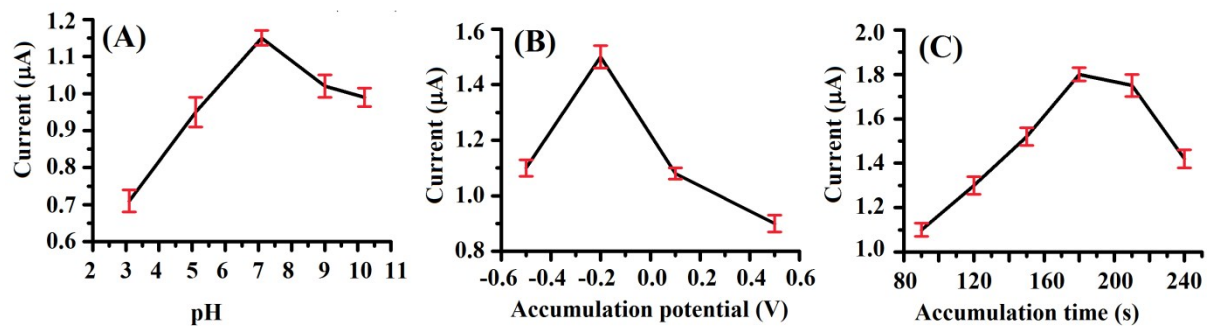 (A)
Current (µA)
1.2
1.1
1.0
0.9
0.8
0.7
0.6
2 3 4 5 6 7 8 9 10 11
pH
(B)
Current (µA)
1.6
1.4
1.2
1.0
0.8
-0.6 -0.4 -0.2 0.0 0.2 0.4 0.6
Accumulation potential (V)
(C)
Current (µA)
2.0
1.8
1.6
1.4
1.2
1.0
80 120 160 200 240
Accumulation time (s)